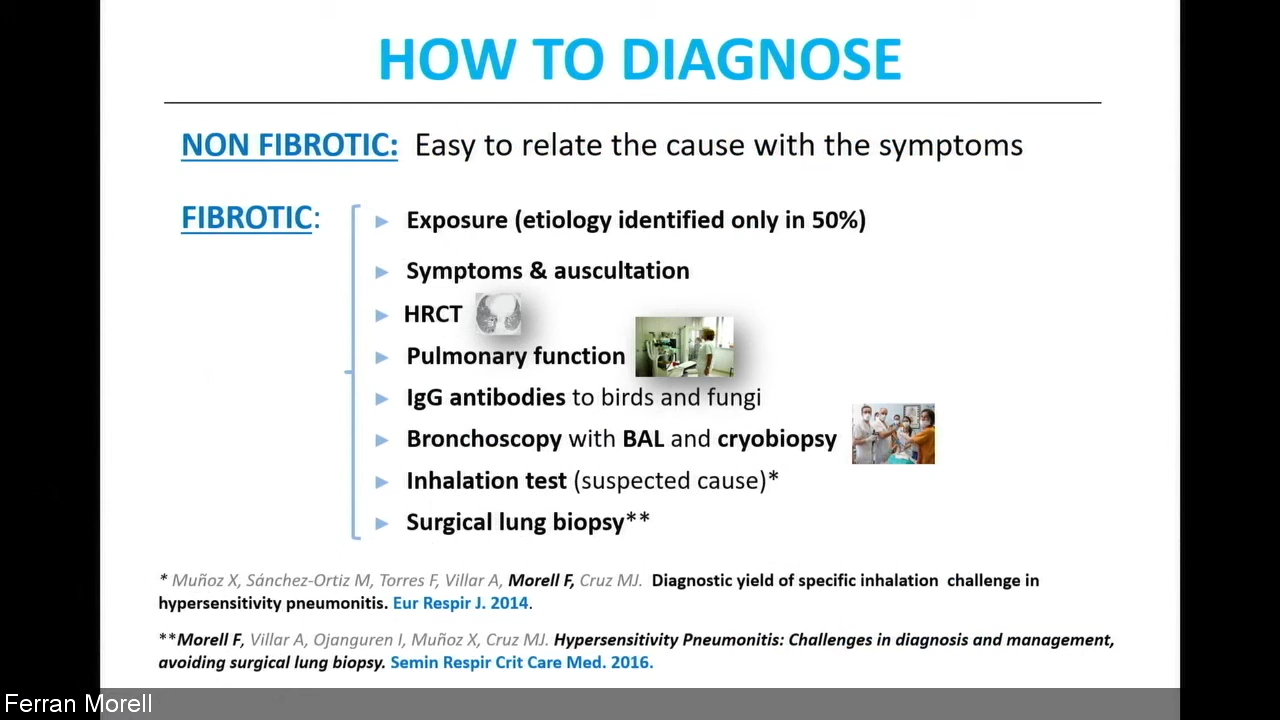 HOW TO DIAGNOSE
NON FIBROTIC: Easy to relate the cause with the symptoms
FIBROTIC:
► Exposure (etiology identified only in 50%)
► Symptoms & auscultation
► HRCT
► Pulmonary function
► IgG antibodies to birds and fungi
► Bronchoscopy with BAL and cryobiopsy
► Inhalation test (suspected cause)*
► Surgical lung biopsy**
* Muñoz X, Sánchez-Ortiz M, Torres F, Villar A, Morell F, Cruz MJ. Diagnostic yield of specific inhalation challenge in
hypersensitivity pneumonitis. Eur Respir J. 2014.
**Morell F, Villar A, Ojanguren I, Muñoz X, Cruz MJ. Hypersensitivity Pneumonitis: Challenges in diagnosis and management,
avoiding surgical lung biopsy. Semin Respir Crit Care Med. 2016.
Ferran Morell